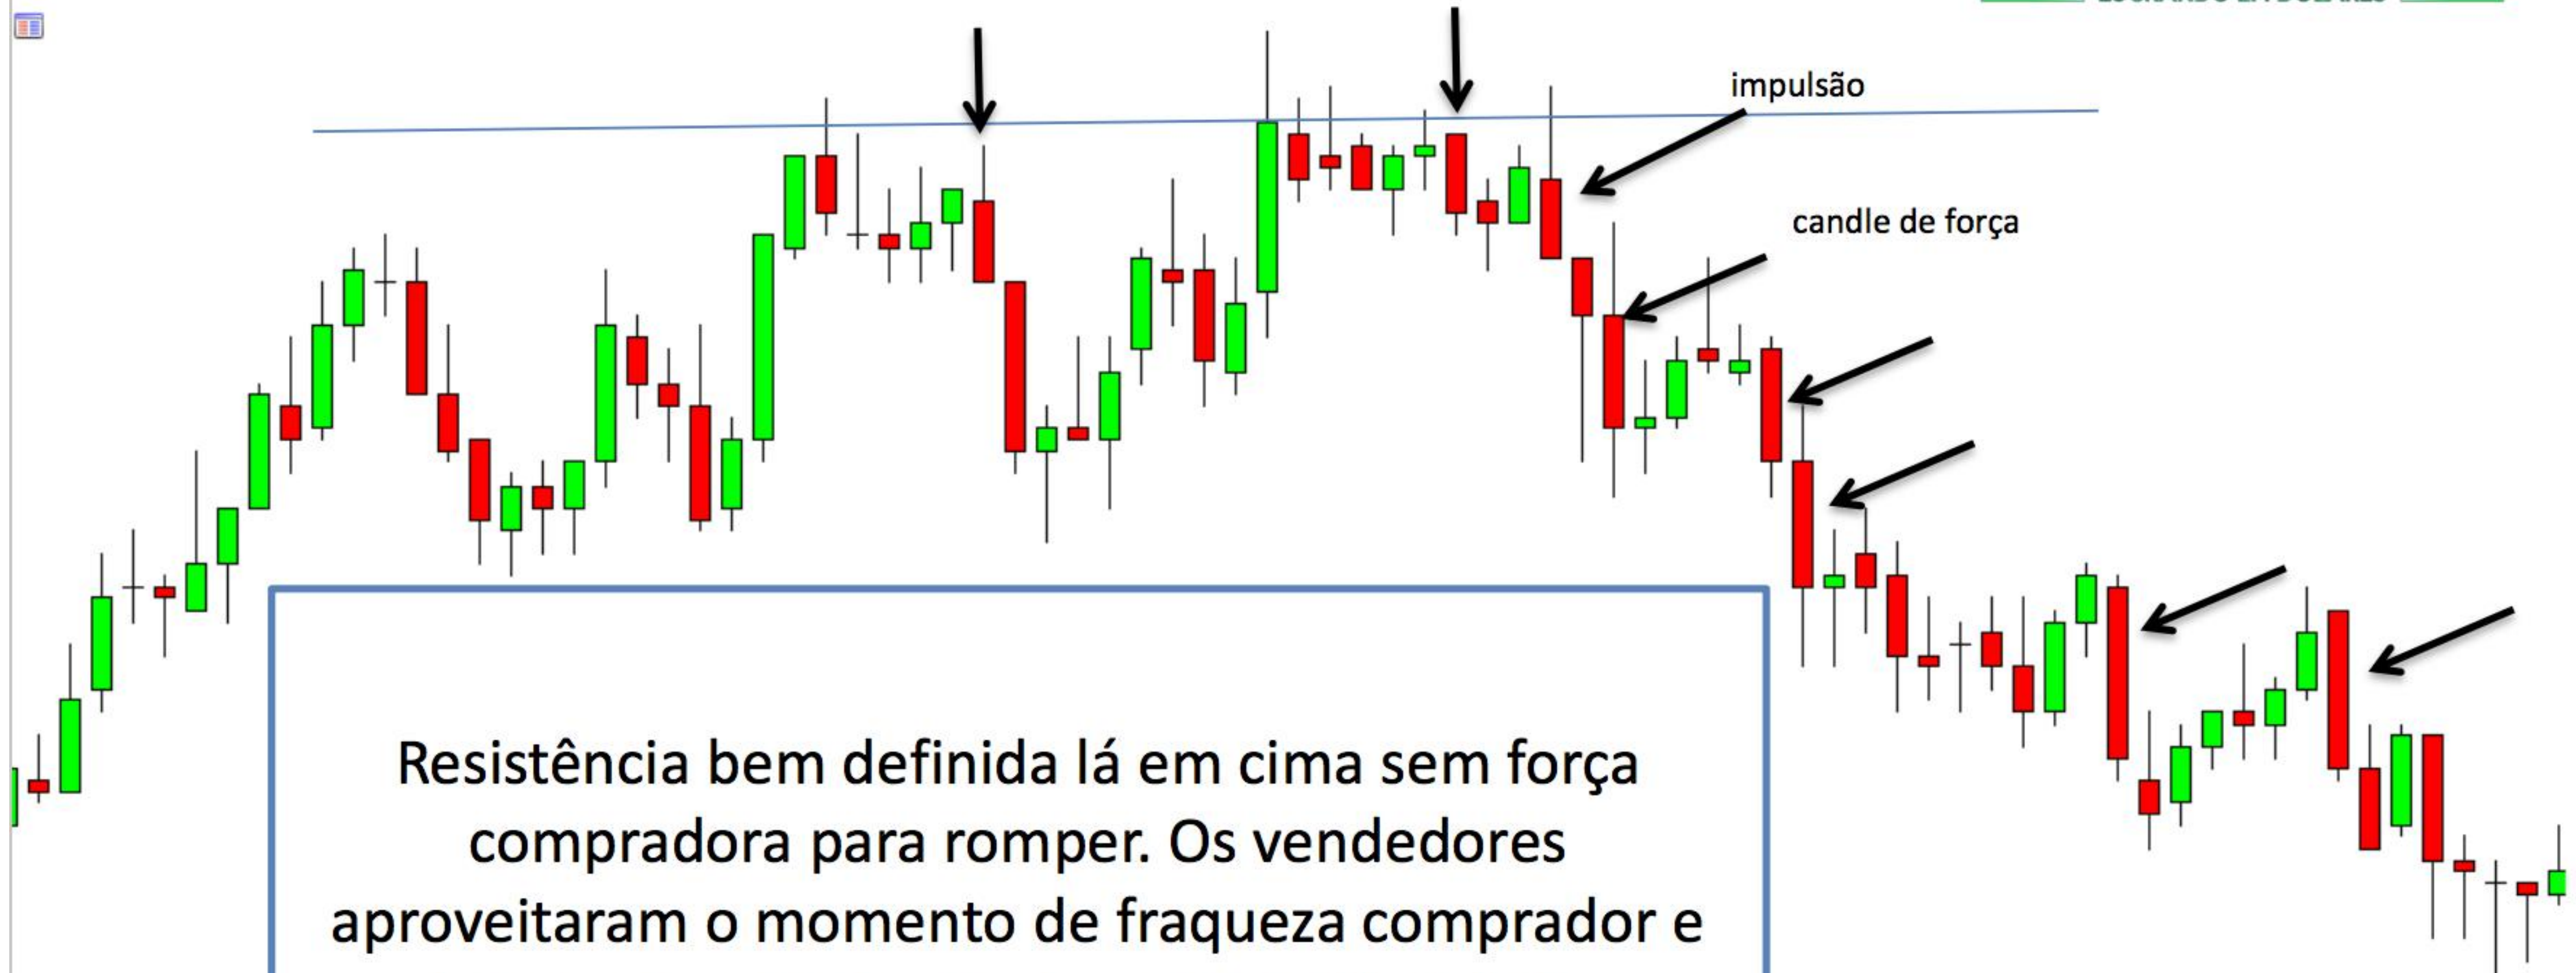 impulsão
candle de força
Resistência bem definida lá em cima sem força
compradora para romper. Os vendedores
aproveitaram o momento de fraqueza comprador e